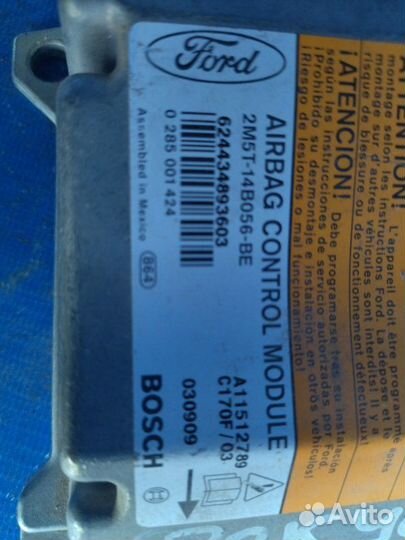 Ford
AIRBAG CONTROL MODULE
2M5T-14B056-BE
624434893603
0 285 001 424
Assembled in Mexico
864
A11512789
C170F/03
030909
BOSCH
¡ATENCION!
Debe programarse tras su instalación
según las instrucciones de servicio autorizadas por Ford.
¡Prohibido su desmontaje e instalación en otros vehículos!
¡Riesgo de lesiones o mal funcionamiento!
L'appareil doit être programmé après
montage selon les instructions Ford. La dépose et le
montage sur d'autres véhicules sont interdits! Il y a
risque de blessure ou de fonctionnement défectueux!
Avito